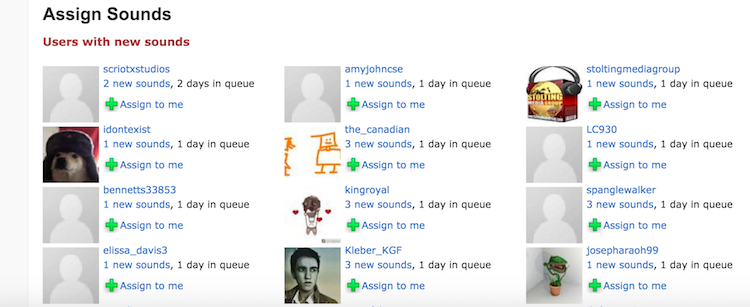 Assign Sounds
Users with new sounds
scriotxstudios
2 new sounds, 2 days in queue
Assign to me
amyjohncse
1 new sounds, 1 day in queue
Assign to me
stoltingmediagroup
1 new sounds, 1 day in queue
Assign to me
STOLTING
MEDIA GROUP
idontexist
1 new sounds, 1 day in queue
Assign to me
the_canadian
3 new sounds, 1 day in queue
Assign to me
LC930
1 new sounds, 1 day in queue
Assign to me
bennetts33853
1 new sounds, 1 day in queue
Assign to me
kingroyal
3 new sounds, 1 day in queue
Assign to me
spanglewalker
3 new sounds, 1 day in queue
Assign to me
elissa_davis3
1 new sounds, 1 day in queue
Assign to me
Kleber_KGF
3 new sounds, 1 day in queue
Assign to me
josepharaoh99
1 new sounds, 1 day in queue
Assign to me